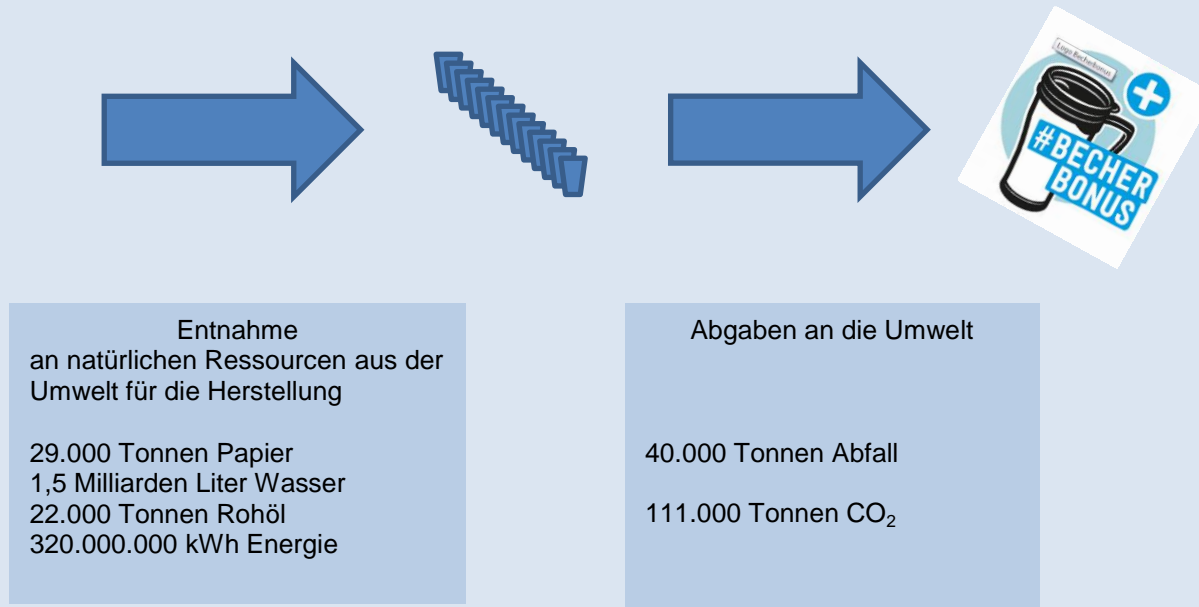 Logo Becherbonus
#BECHER
BONUS
Entnahme
an natürlichen Ressourcen aus der
Umwelt für die Herstellung
29.000 Tonnen Papier
1,5 Milliarden Liter Wasser
22.000 Tonnen Rohöl
320.000.000 kWh Energie
Abgaben an die Umwelt
40.000 Tonnen Abfall
111.000 Tonnen CO₂